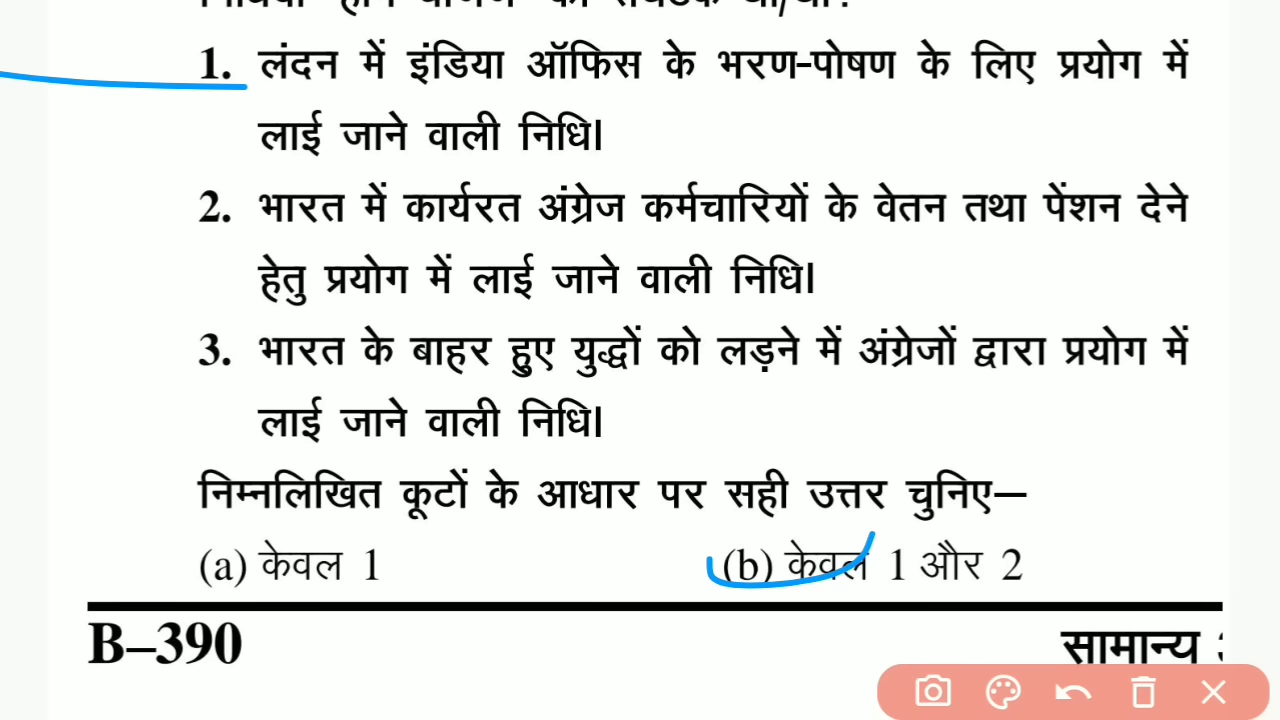 1. लंदन में इंडिया ऑफिस के भरण-पोषण के लिए प्रयोग में
लाई जाने वाली निधि।
2. भारत में कार्यरत अंग्रेज कर्मचारियों के वेतन तथा पेंशन देने
हेतु प्रयोग में लाई जाने वाली निधि।
3. भारत के बाहर हुए युद्धों को लड़ने में अंग्रेजों द्वारा प्रयोग में
लाई जाने वाली निधि।
निम्नलिखित कूटों के आधार पर सही उत्तर चुनिए–
(a) केवल 1 (b) केवल 1 और 2
B–390 सामान्य